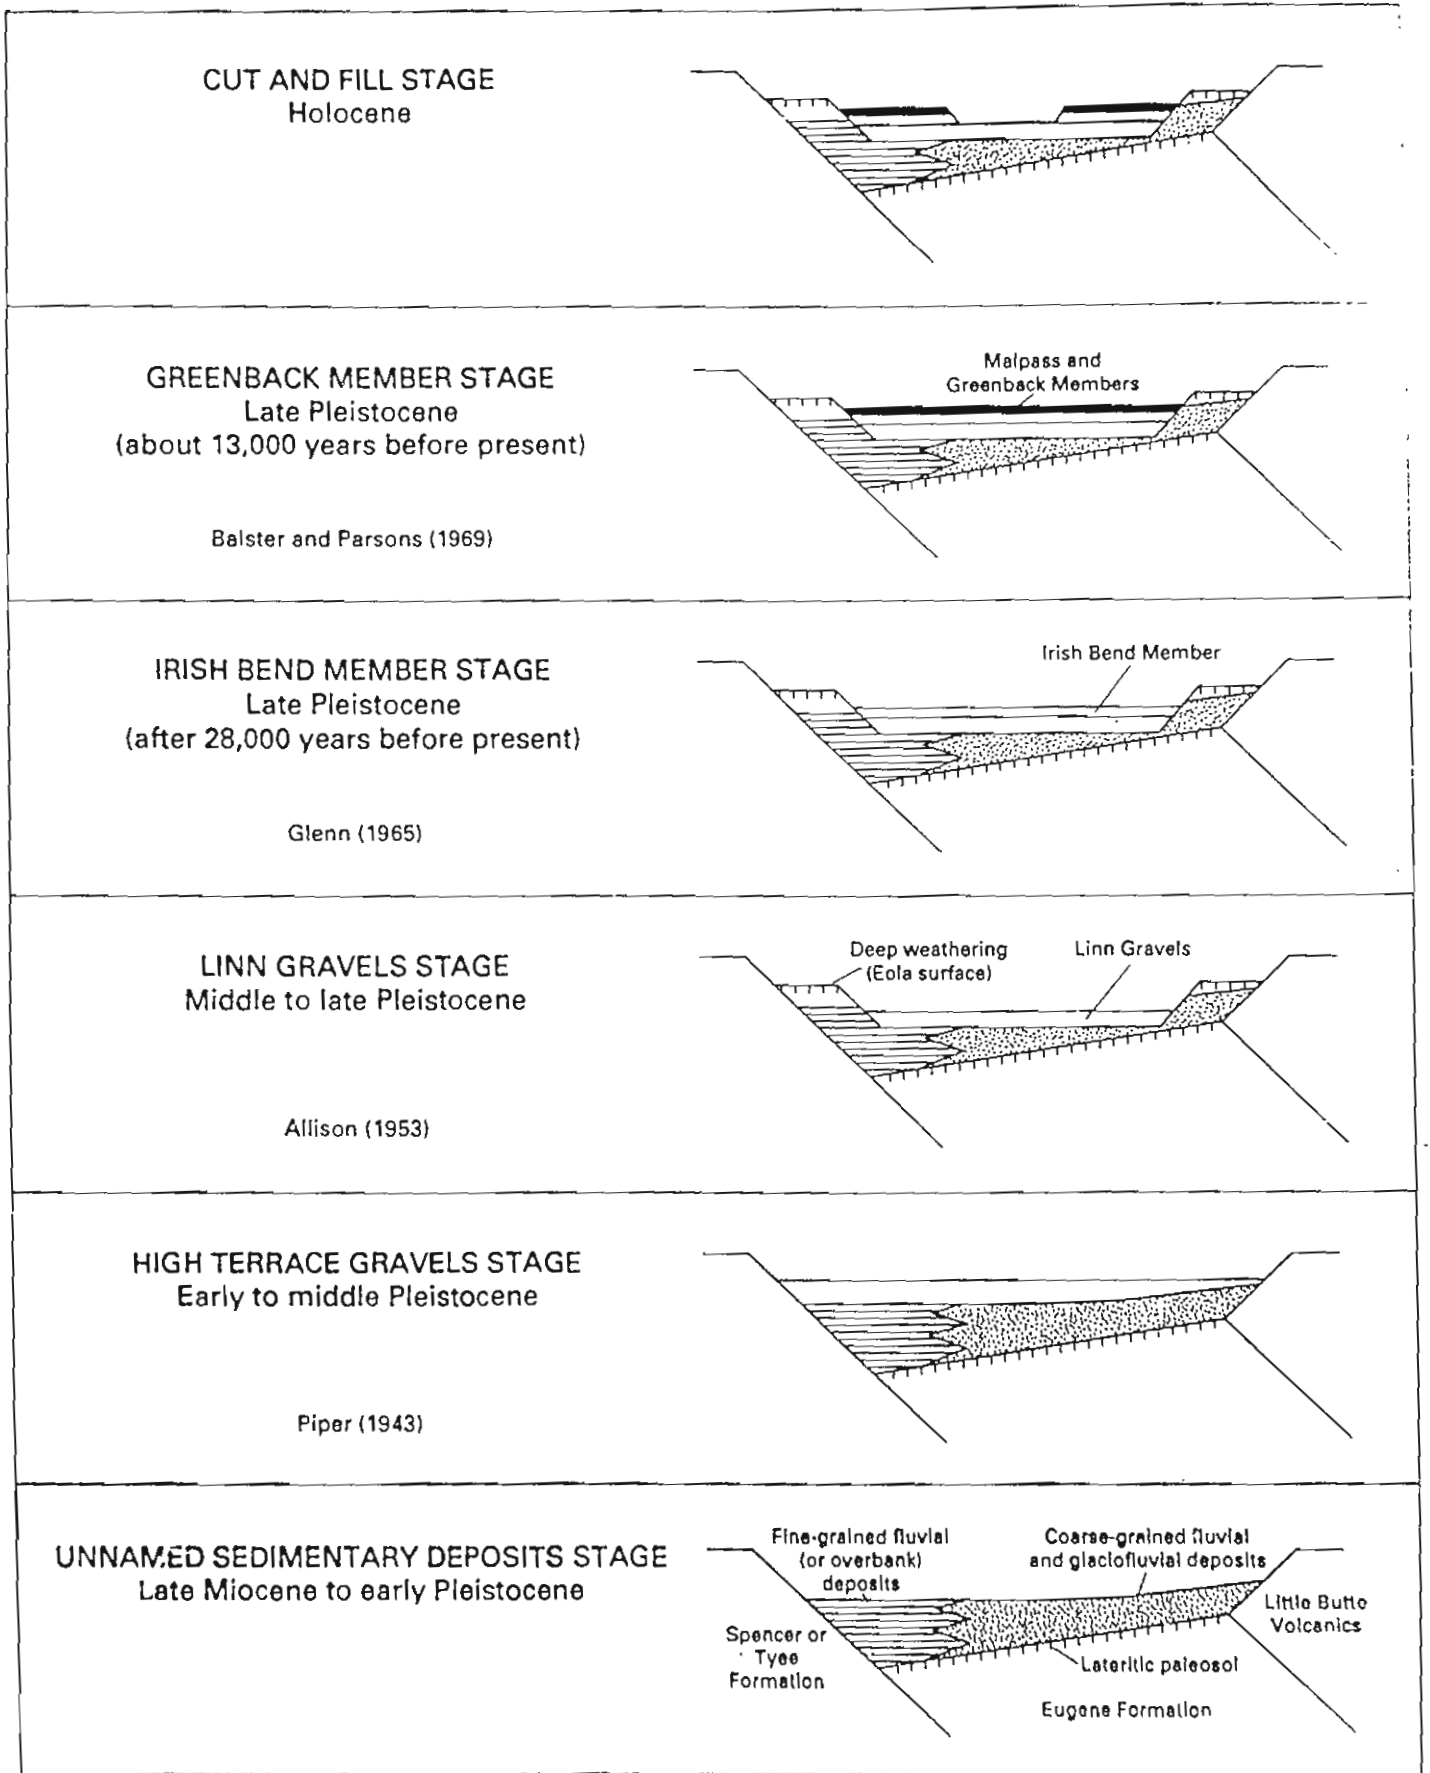 CUT AND FILL STAGE
Holocene
GREENBACK MEMBER STAGE
Late Pleistocene
(about 13,000 years before present)
Balster and Parsons (1969)
Malpass and
Greenback Members
IRISH BEND MEMBER STAGE
Late Pleistocene
(after 28,000 years before present)
Glenn (1965)
Irish Bend Member
LINN GRAVELS STAGE
Middle to late Pleistocene
Allison (1953)
Deep weathering
(Eola surface)
Linn Gravels
HIGH TERRACE GRAVELS STAGE
Early to middle Pleistocene
Piper (1943)
UNNAMED SEDIMENTARY DEPOSITS STAGE
Late Miocene to early Pleistocene
Fine-grained fluvial
(or overbank)
deposits
Coarse-grained fluvial
and glaciofluvial deposits
Little Butte
Volcanics
Spencer or
Tyee
Formation
Lateritic paleosol
Eugene Formation